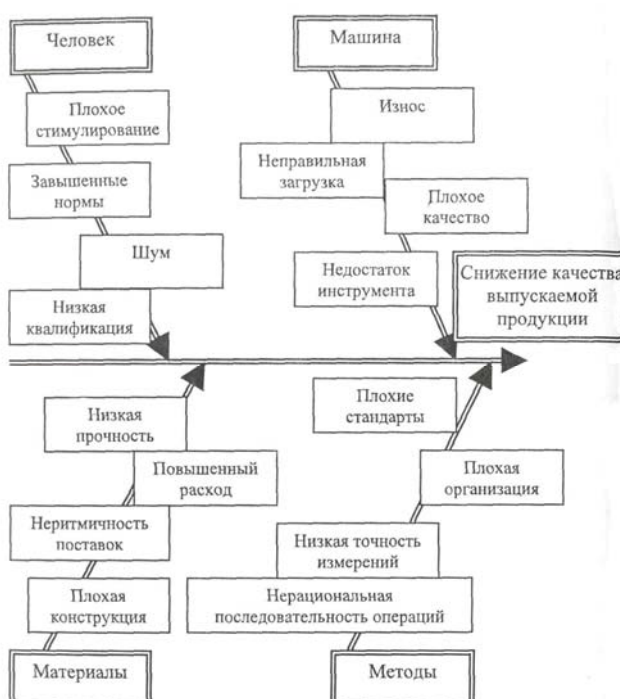 Человек
Машина
Плохое
стимулирование
Износ
Неправильная
загрузка
Завышенные
нормы
Плохое
качество
Шум
Недостаток
инструмента
Снижение качества
выпускаемой
продукции
Низкая
квалификация
Низкая
прочность
Плохие
стандарты
Повышенный
расход
Плохая
организация
Неритмичность
поставок
Низкая точность
измерений
Плохая
конструкция
Нерациональная
последовательность операций
Материалы
Методы